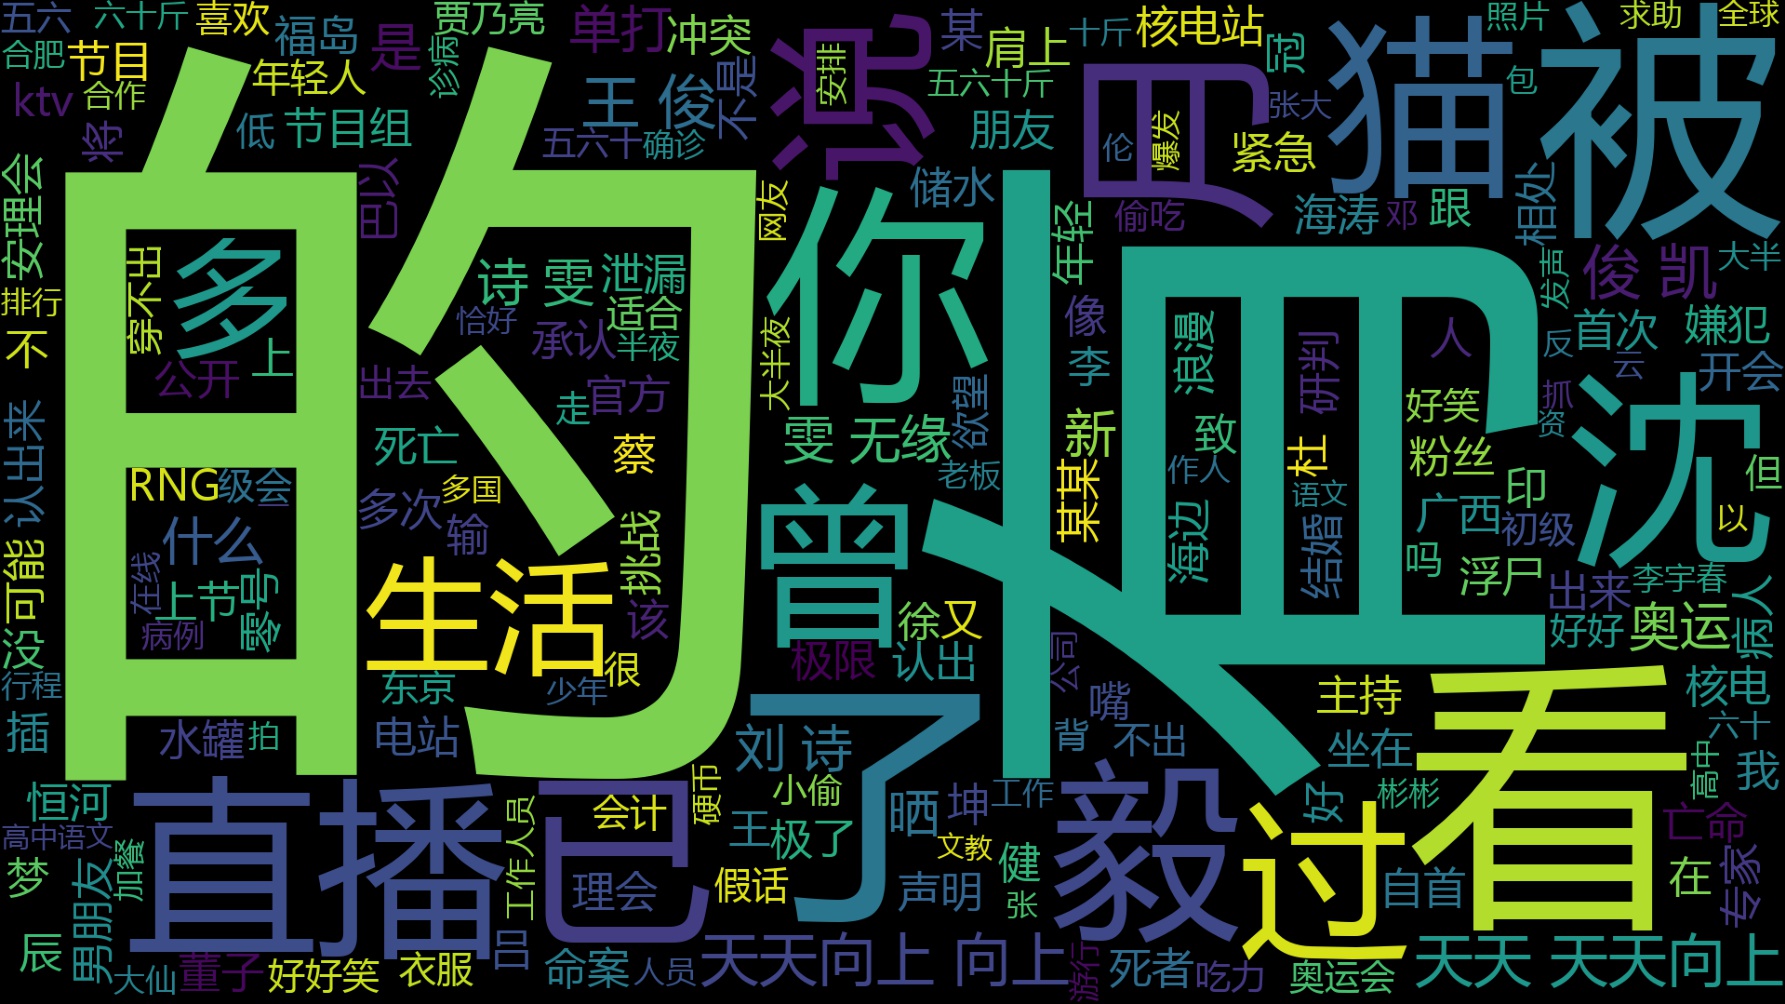 五六
六十斤
喜欢
贾乃亮
单打
冲突
某
肩上
十斤
核电站
冠
照片
求助
全球
合肥
节目
福岛
是
诊病
况
安排
五六十斤
四
猫
被
包
年轻人
ktv
合作
王 俊
不是
张大
将
低
节目组
五六十
确诊
朋友
伦
爆发
紧急
安理会
巴以
的
网友
你
储水
年轻
偷吃
海涛
邓
跟
相处
俊 凯
大半
穿不出
多
诗 雯
泄漏
排行
恰好
适合
像
浪漫
研判
人
发声
首次
嫌犯
不
上
承认
半夜
大半夜
李
反
云
开会
公开
出去
官方
走
欲望
抓
资
好笑
沈
认出来
死亡
蔡
雯 无缘
新
致
杜
粉丝
但
RNG
级会
多国
老板
作人
语文
印
什么
多次
输
挑战
曾
某某
广西
初级
以
可能
在线
上节
零号
生活
海边
结婚
吗
浮尸
病例
该
徐
又
出来
李宇春
没
很
极限
认出
公司
好好
奥运
病人
行程
东京
少年
主持
看
核电
插
水罐
拍
电站
刘 诗
了
背
嘴
不出
坐在
六十
高中
我
恒河
直播
己
硬币
小偷
晒
坤
工作
毅
过
好
彬彬
高中语文
加餐
工作人员
会计
王
极了
文教
亡命
梦
男朋友
理会
假话
声明
健
张
自首
在
专家
辰
大仙
董子
好好笑
衣服
吕
命案
人员
天天向上 向上
游行
死者
吃力
奥运会
天天 天天向上